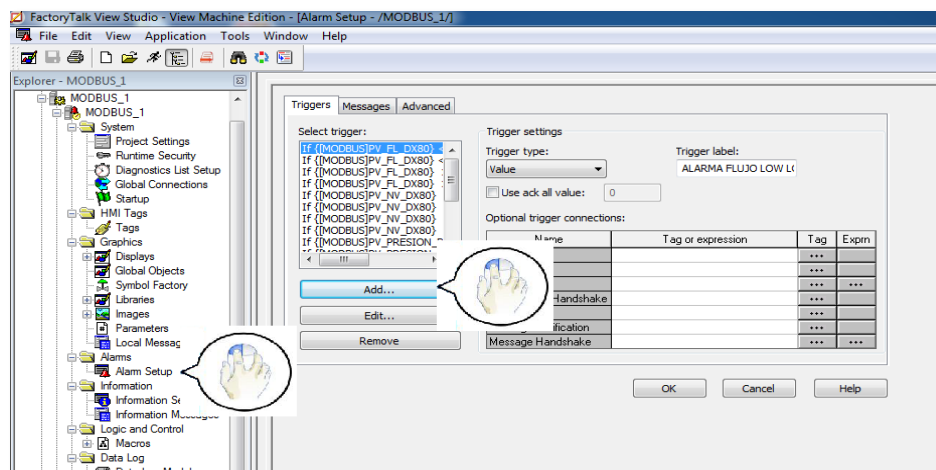 FactoryTalk View Studio - View Machine Edition - [Alarm Setup - /MODBUS_1/]
File Edit View Application Tools Window Help
Explorer - MODBUS_1
MODBUS_1
MODBUS_1
System
Project Settings
Runtime Security
Diagnostics List Setup
Global Connections
Startup
HMI Tags
Tags
Graphics
Displays
Global Objects
Symbol Factory
Libraries
Images
Parameters
Local Messag
Alarms
Alarm Setup
Information
Information Se
Information
Logic and Control
Macros
Data Log
Triggers Messages Advanced
Select trigger:
If {[MODBUS]PV_FL_DX80} <
If {[MODBUS]PV_FL_DX80} <
If {[MODBUS]PV_FL_DX80}
If {[MODBUS]PV_FL_DX80}
If {[MODBUS]PV_NV_DX80}
If {[MODBUS]PV_NV_DX80}
If {[MODBUS]PV_NV_DX80}
If {[MODBUS]PV_NV_DX80}
If {[MODBUS]PV_PRESION_D
Add...
Edit...
Remove
Trigger settings
Trigger type:
Value
Trigger label:
ALARMA FLUJO LOW L
Use ack all value: 0
Optional trigger connections:
Name Tag or expression Tag Exprn
Handshake
Message Handshake
OK Cancel Help